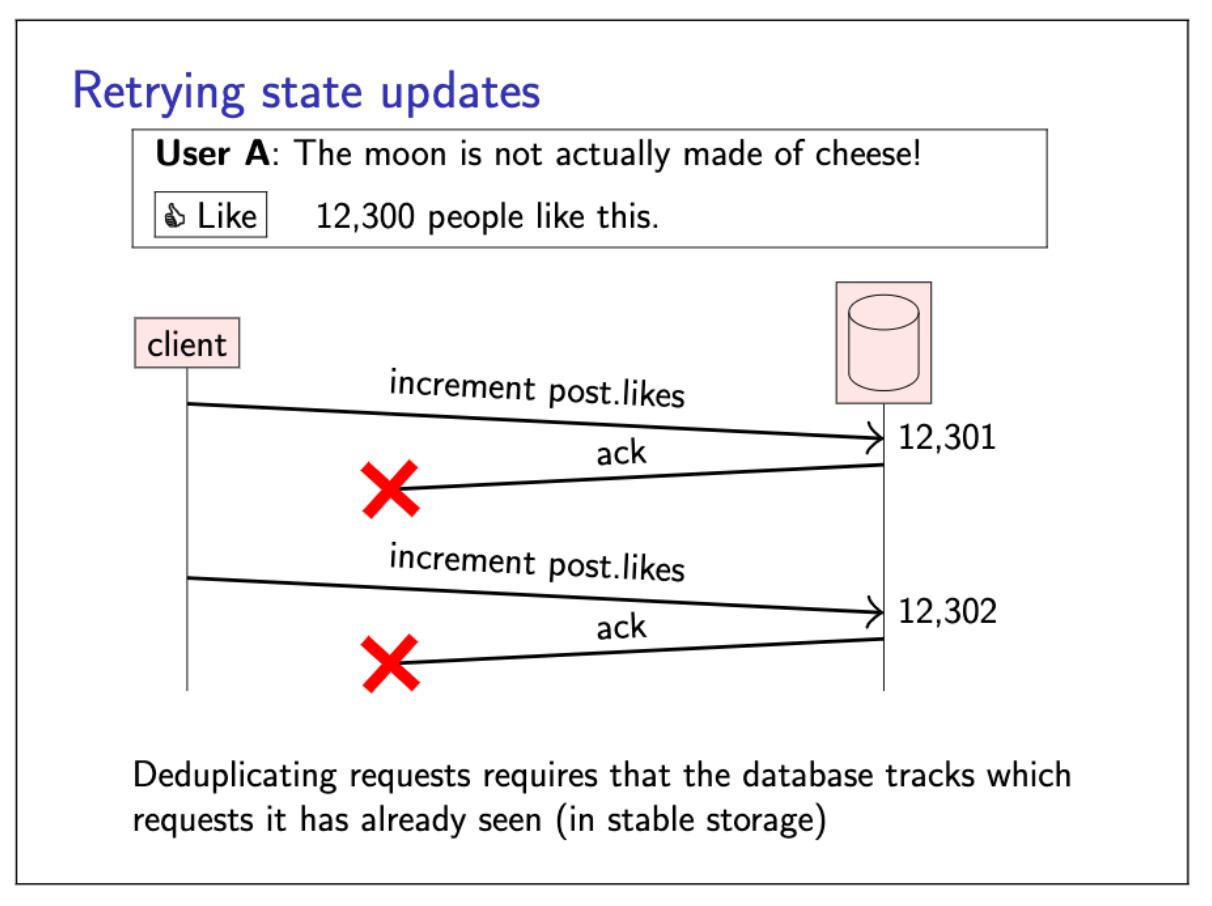 Retrying state updates
User A: The moon is not actually made of cheese!
👍 Like 12,300 people like this.
client
increment post.likes
12,301
ack
increment post.likes
12,302
ack
Deduplicating requests requires that the database tracks which
requests it has already seen (in stable storage)